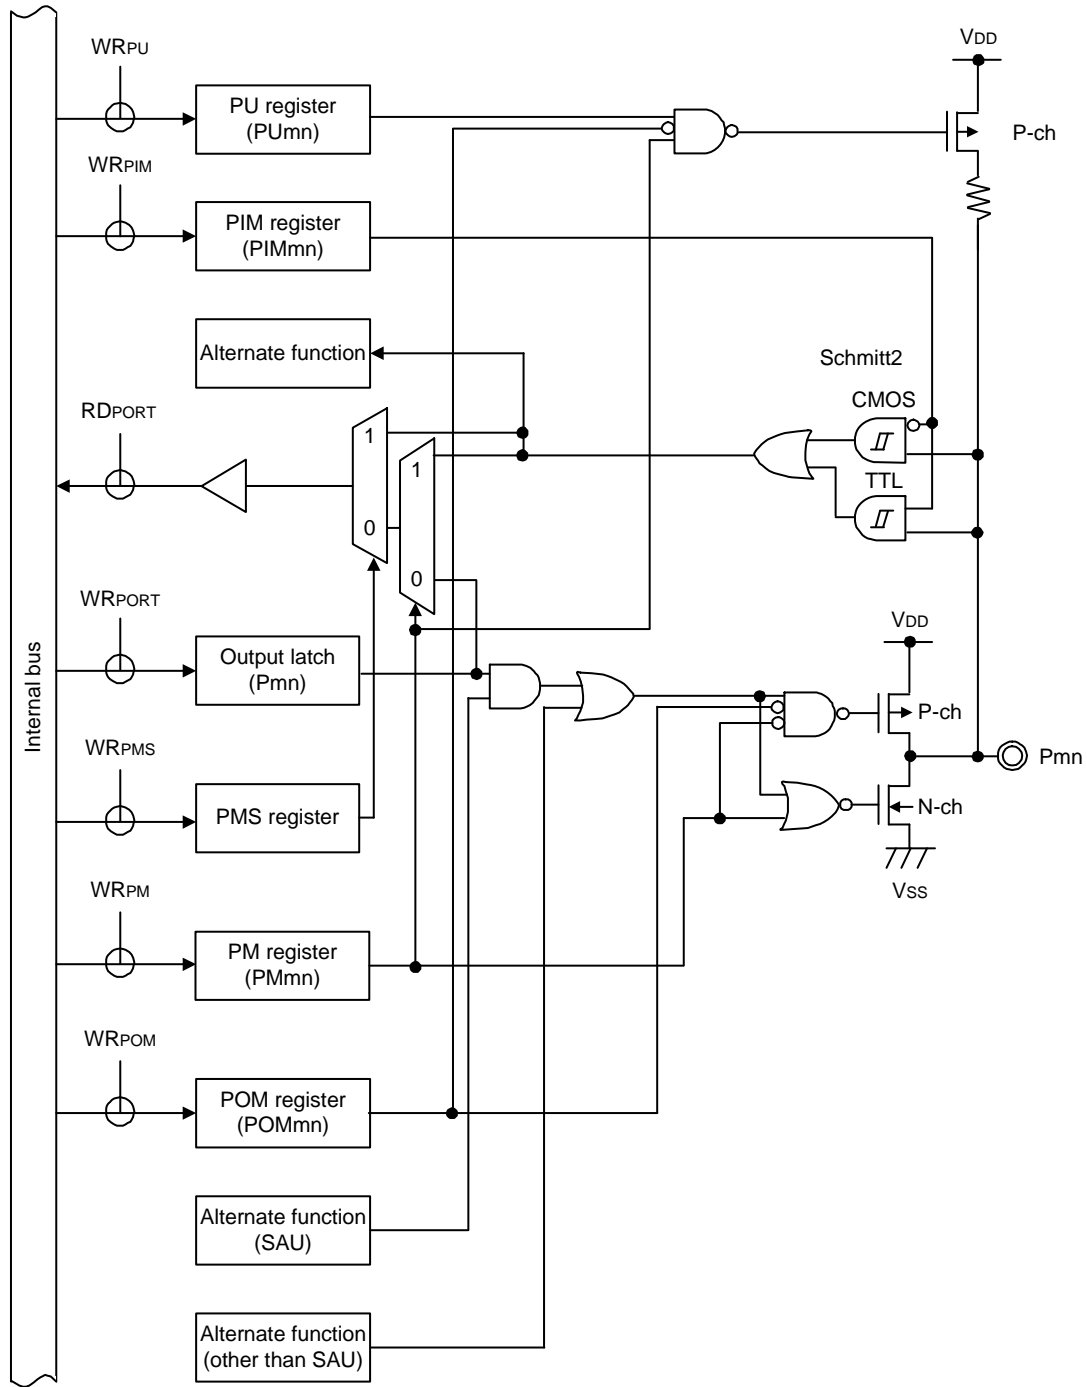 WRPU
PU register
(PUmn)
VDD
P-ch
WRPIM
PIM register
(PIMmn)
Alternate function
Schmitt2
CMOS
RDPORT
1
1
TTL
0
0
WRPORT
Output latch
(Pmn)
VDD
P-ch
Internal bus
WRPMS
PMS register
Pmn
N-ch
VSS
WRPM
PM register
(PMmn)
WRPOM
POM register
(POMmn)
Alternate function
(SAU)
Alternate function
(other than SAU)